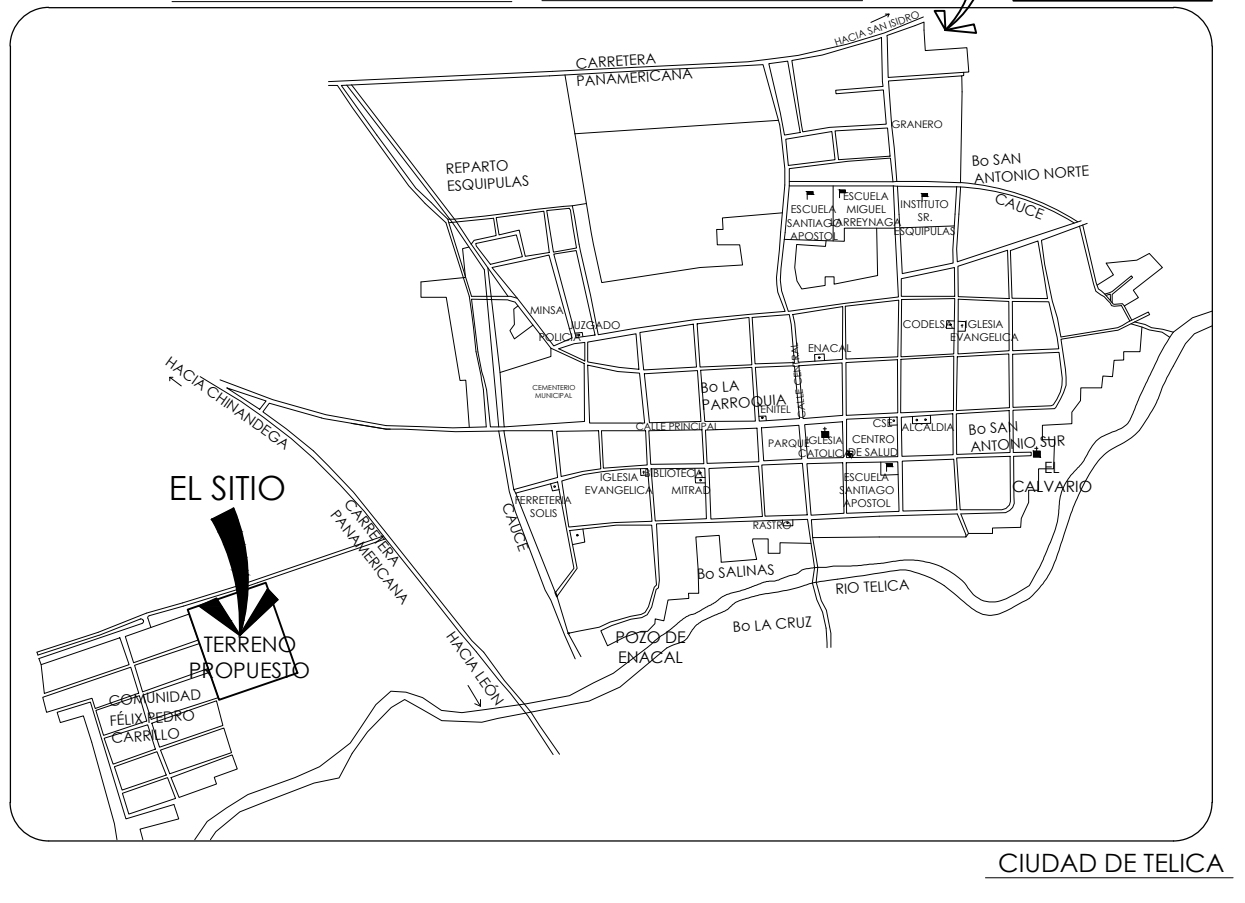 HACIA SAN ISIDRO
CARRETERA
PANAMERICANA
GRANERO
REPARTO
ESQUIPULAS
Bo SAN
ANTONIO NORTE
CAUCE
ESCUELA
SANTIAGO
APOSTOL
ESCUELA
MIGUEL
LARREYNAGA
INSTITUTO
SR.
ESQUIPULAS
MINSA
JUZGADO
POLICIA
CODELSA
IGLESIA
EVANGELICA
ENACAL
CALLE CENTRAL
HACIA CHINANDEGA
CEMENTERIO
MUNICIPAL
Bo LA
PARROQUIA
ENITEL
CALLE PRINCIPAL
CSE
ALCALDIA
Bo SAN
ANTONIO SUR
PARQUE
IGLESIA
CATOLICA
CENTRO
DE SALUD
EL
CALVARIO
IGLESIA
EVANGELICA
BIBLIOTECA
MITRAD
ESCUELA
SANTIAGO
APOSTOL
FERRETERIA
SOLIS
EL SITIO
CARRETERA
PANAMERICANA
CAUCE
RASTRO
Bo SALINAS
RIO TELICA
Bo LA CRUZ
POZO DE
ENACAL
TERRENO
PROPUESTO
HACIA LEÓN
COMUNIDAD
FÉLIX PEDRO
CARRILLO
CIUDAD DE TELICA